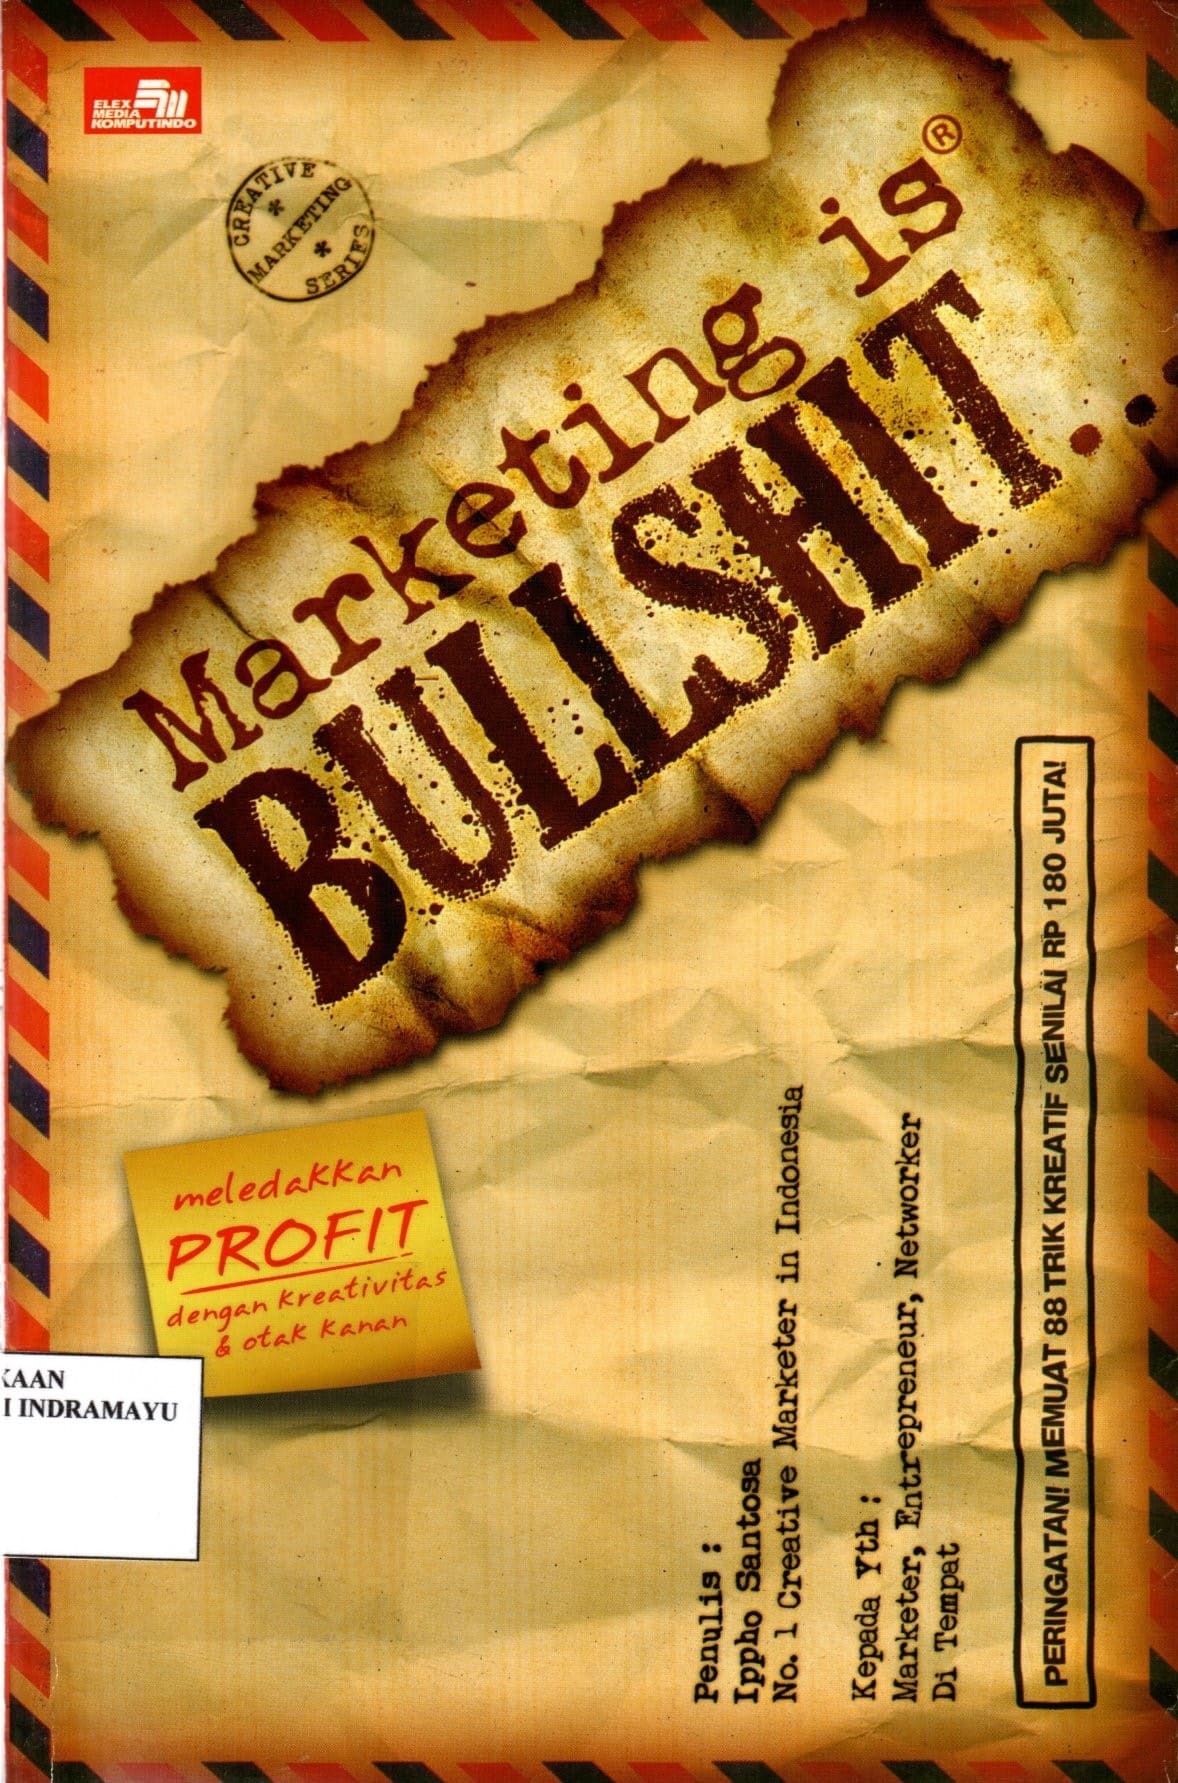 ELEX
MEDIA
KOMPUTINDO
CREATIVE
MARKETING
SERIES
Marketing is®
BULLSHIT..
meledakkan
PROFIT
dengan kreativitas
& otak kanan
KAAN
I INDRAMAYU
Penulis :
Ippho Santosa
No. 1 Creative Marketer in Indonesia
Kepada Yth :
Marketer, Entrepreneur, Networker
Di Tempat
PERINGATAN! MEMUAT 88 TRIK KREATIF SENILAI RP 180 JUTA!